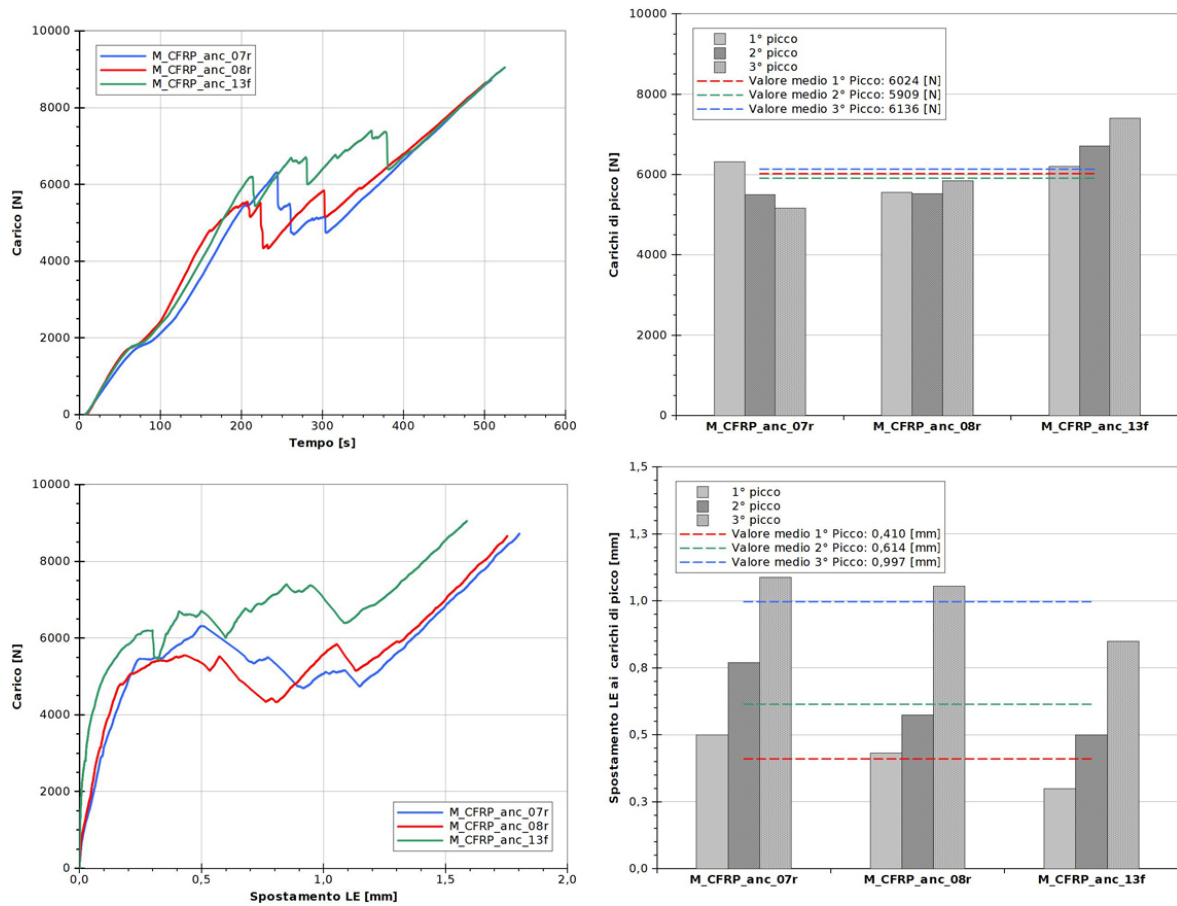 10000
8000
6000
4000
2000
0
Carico [N]
M_CFRP_anc_07r
M_CFRP_anc_08r
M_CFRP_anc_13f
0 100 200 300 400 500 600
Tempo [s]
10000
8000
6000
4000
2000
0
Carichi di picco [N]
1° picco
2° picco
3° picco
Valore medio 1° Picco: 6024 [N]
Valore medio 2° Picco: 5909 [N]
Valore medio 3° Picco: 6136 [N]
M_CFRP_anc_07r M_CFRP_anc_08r M_CFRP_anc_13f
10000
8000
6000
4000
2000
0
Carico [N]
M_CFRP_anc_07r
M_CFRP_anc_08r
M_CFRP_anc_13f
0,0 0,5 1,0 1,5 2,0
Spostamento LE [mm]
1,5
1,3
1,0
0,8
0,5
0,3
0,0
Spostamento LE ai carichi di picco [mm]
1° picco
2° picco
3° picco
Valore medio 1° Picco: 0,410 [mm]
Valore medio 2° Picco: 0,614 [mm]
Valore medio 3° Picco: 0,997 [mm]
M_CFRP_anc_07r M_CFRP_anc_08r M_CFRP_anc_13f